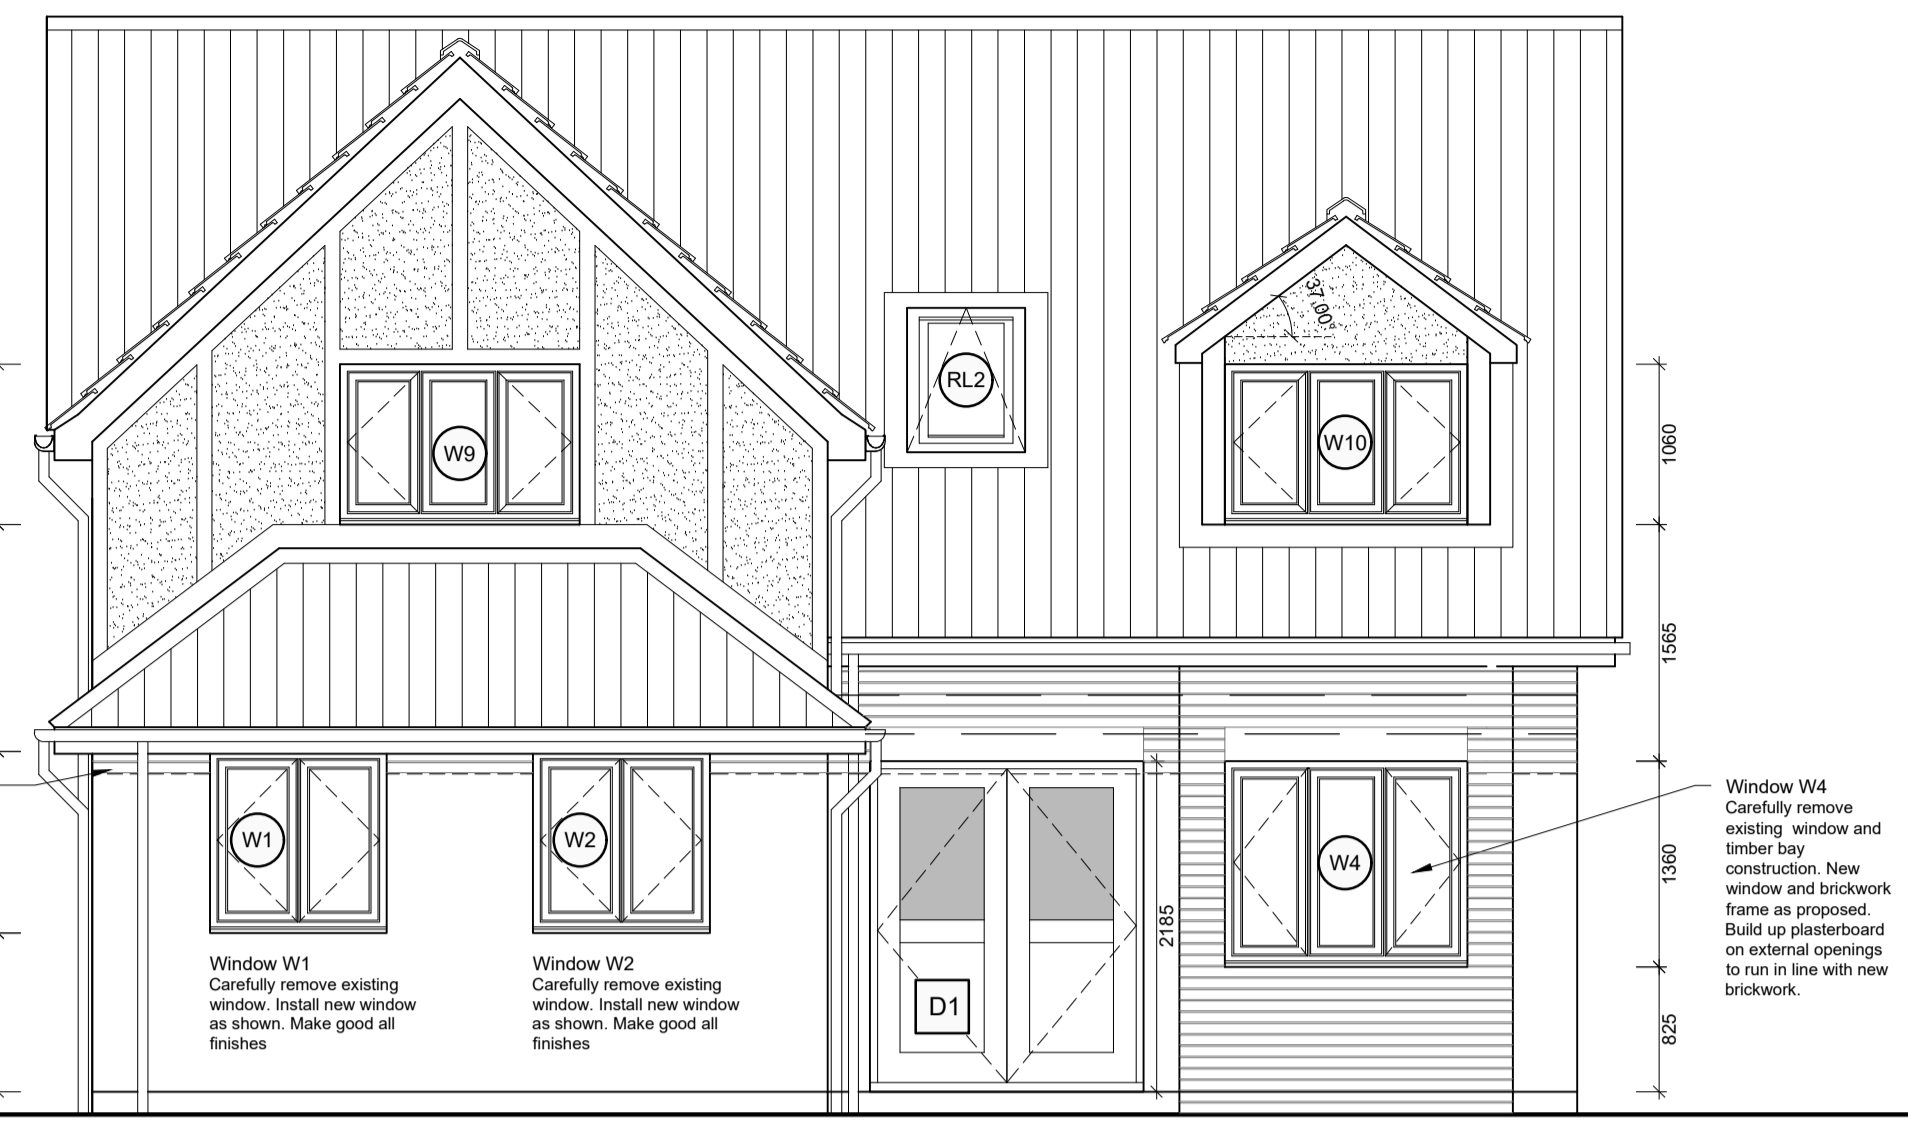 37.00°
RL2
W9
W10
1060
1565
W1
W2
W4
1360
2185
825
D1
Window W1
Carefully remove existing
window. Install new window
as shown. Make good all
finishes
Window W2
Carefully remove existing
window. Install new window
as shown. Make good all
finishes
Window W4
Carefully remove
existing window and
timber bay
construction. New
window and brickwork
frame as proposed.
Build up plasterboard
on external openings
to run in line with new
brickwork.